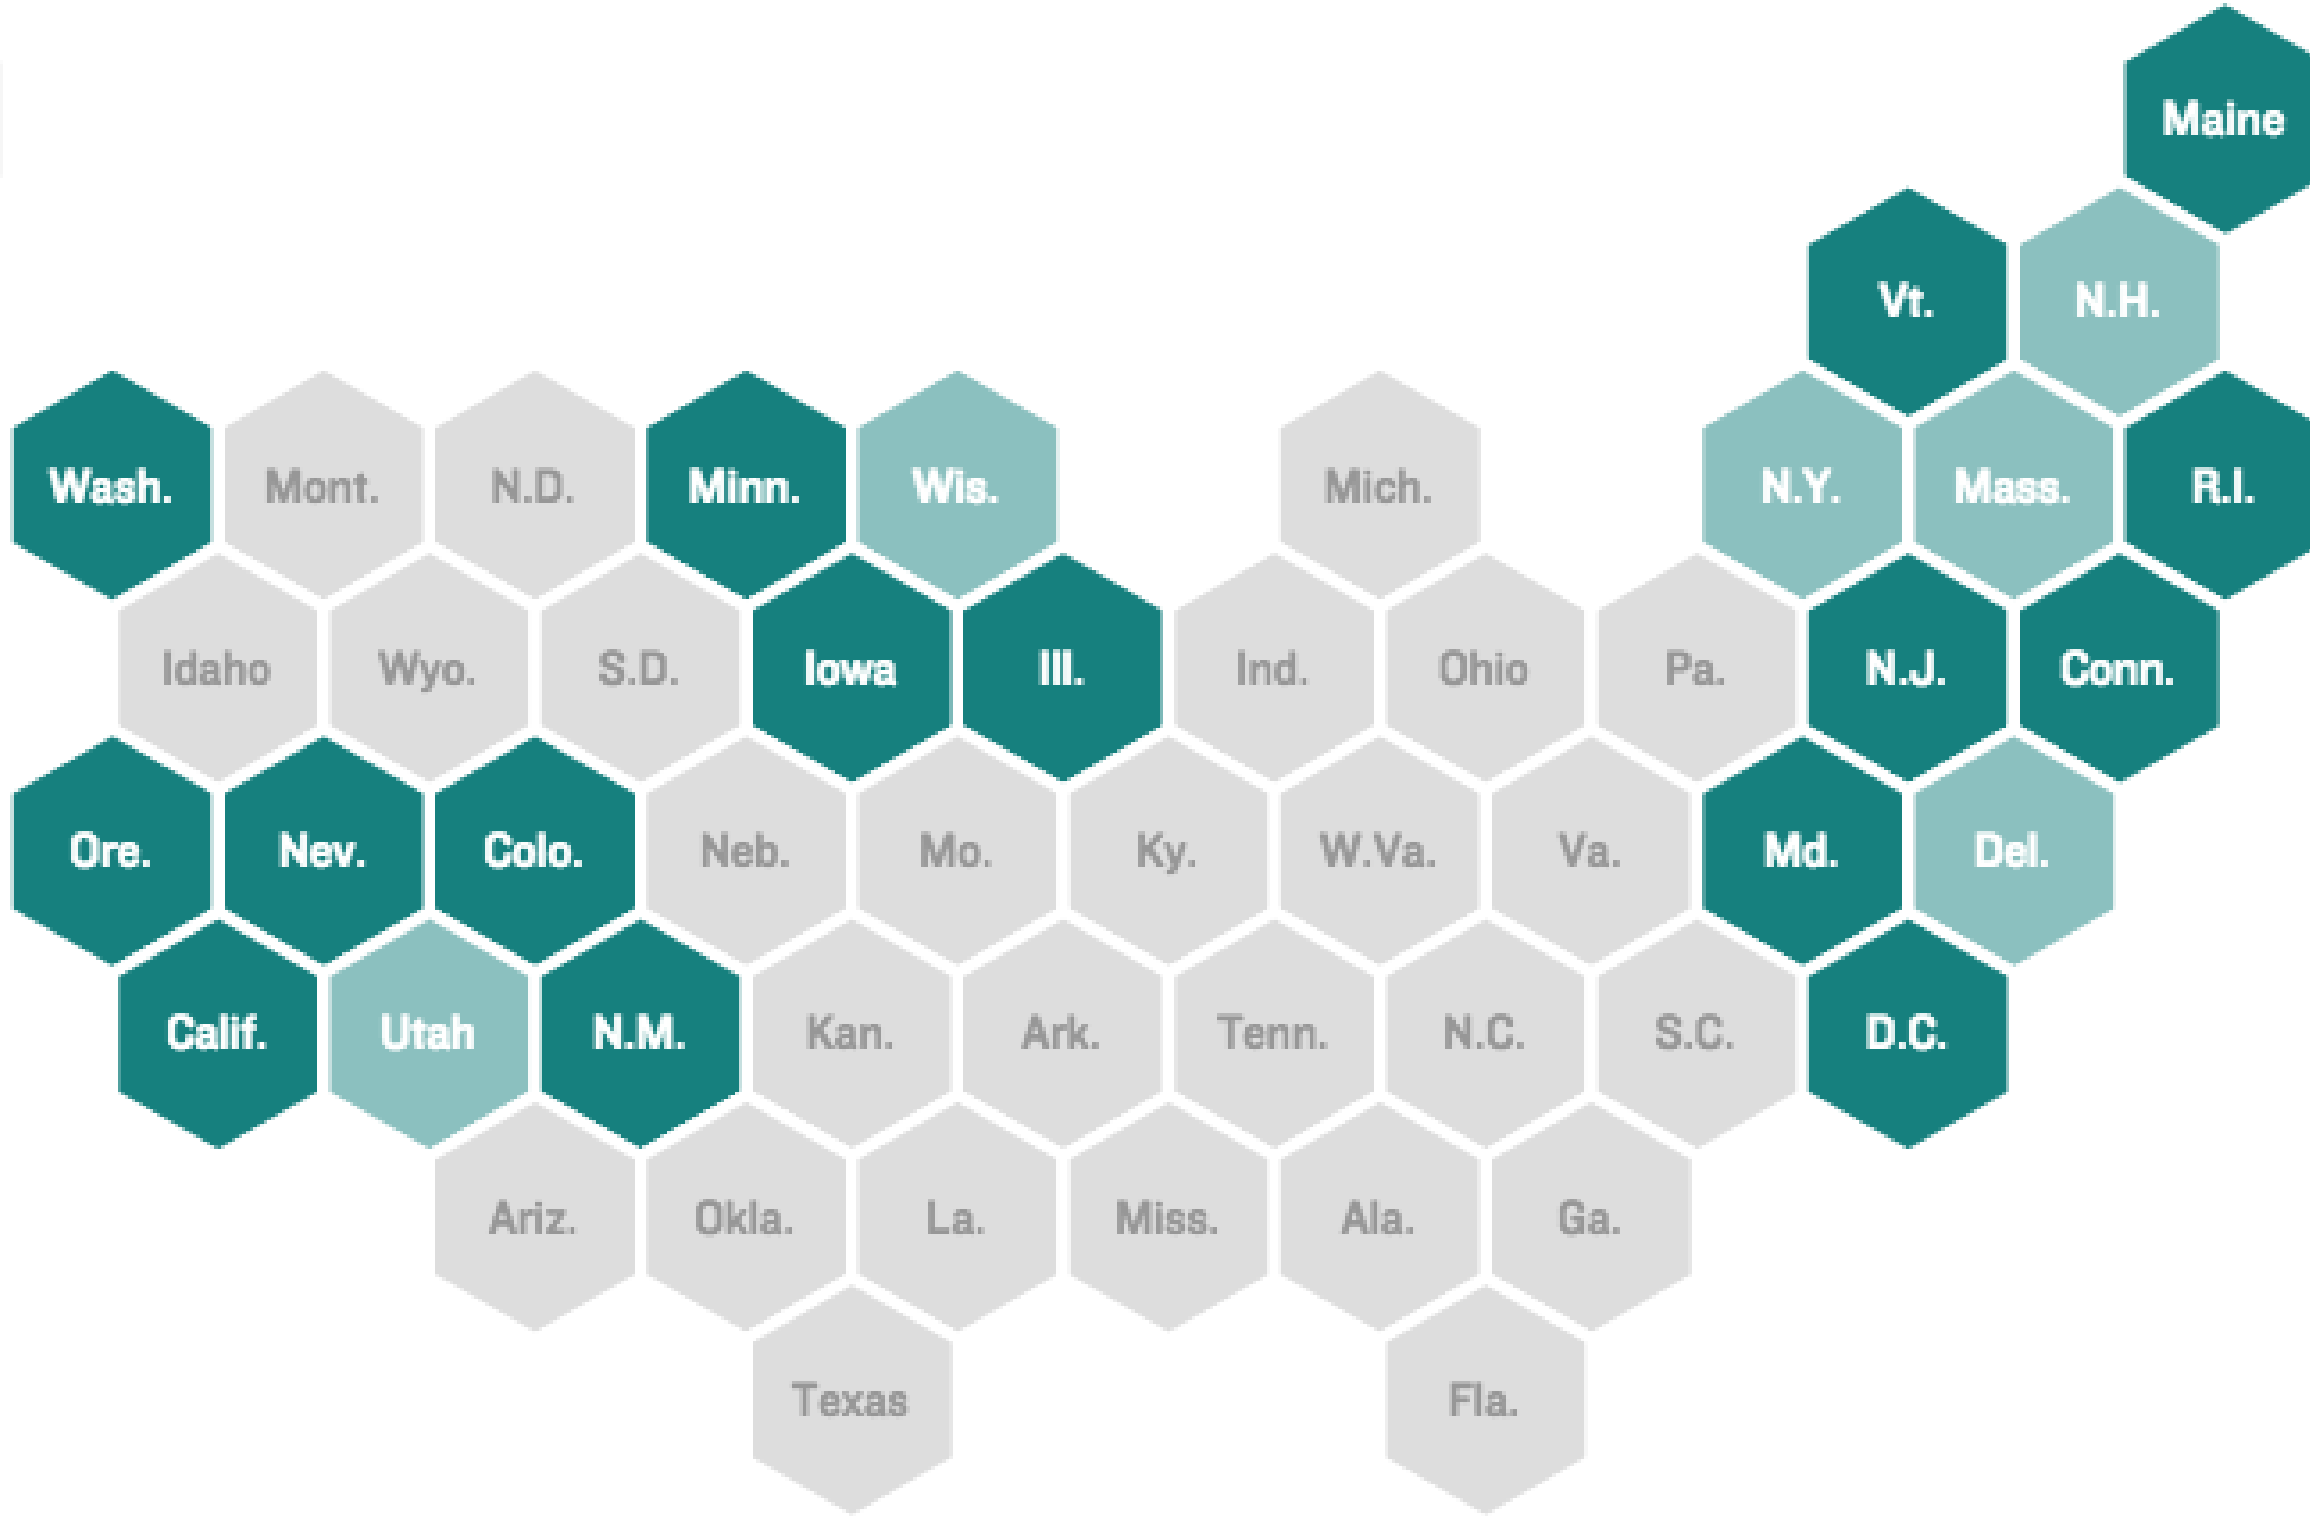 Maine
Vt. N.H.
Wash. Mont. N.D. Minn. Wis. Mich. N.Y. Mass. R.I.
Idaho Wyo. S.D. Iowa Ill. Ind. Ohio Pa. N.J. Conn.
Ore. Nev. Colo. Neb. Mo. Ky. W.Va. Va. Md. Del.
Calif. Utah N.M. Kan. Ark. Tenn. N.C. S.C. D.C.
Ariz. Okla. La. Miss. Ala. Ga.
Texas Fla.